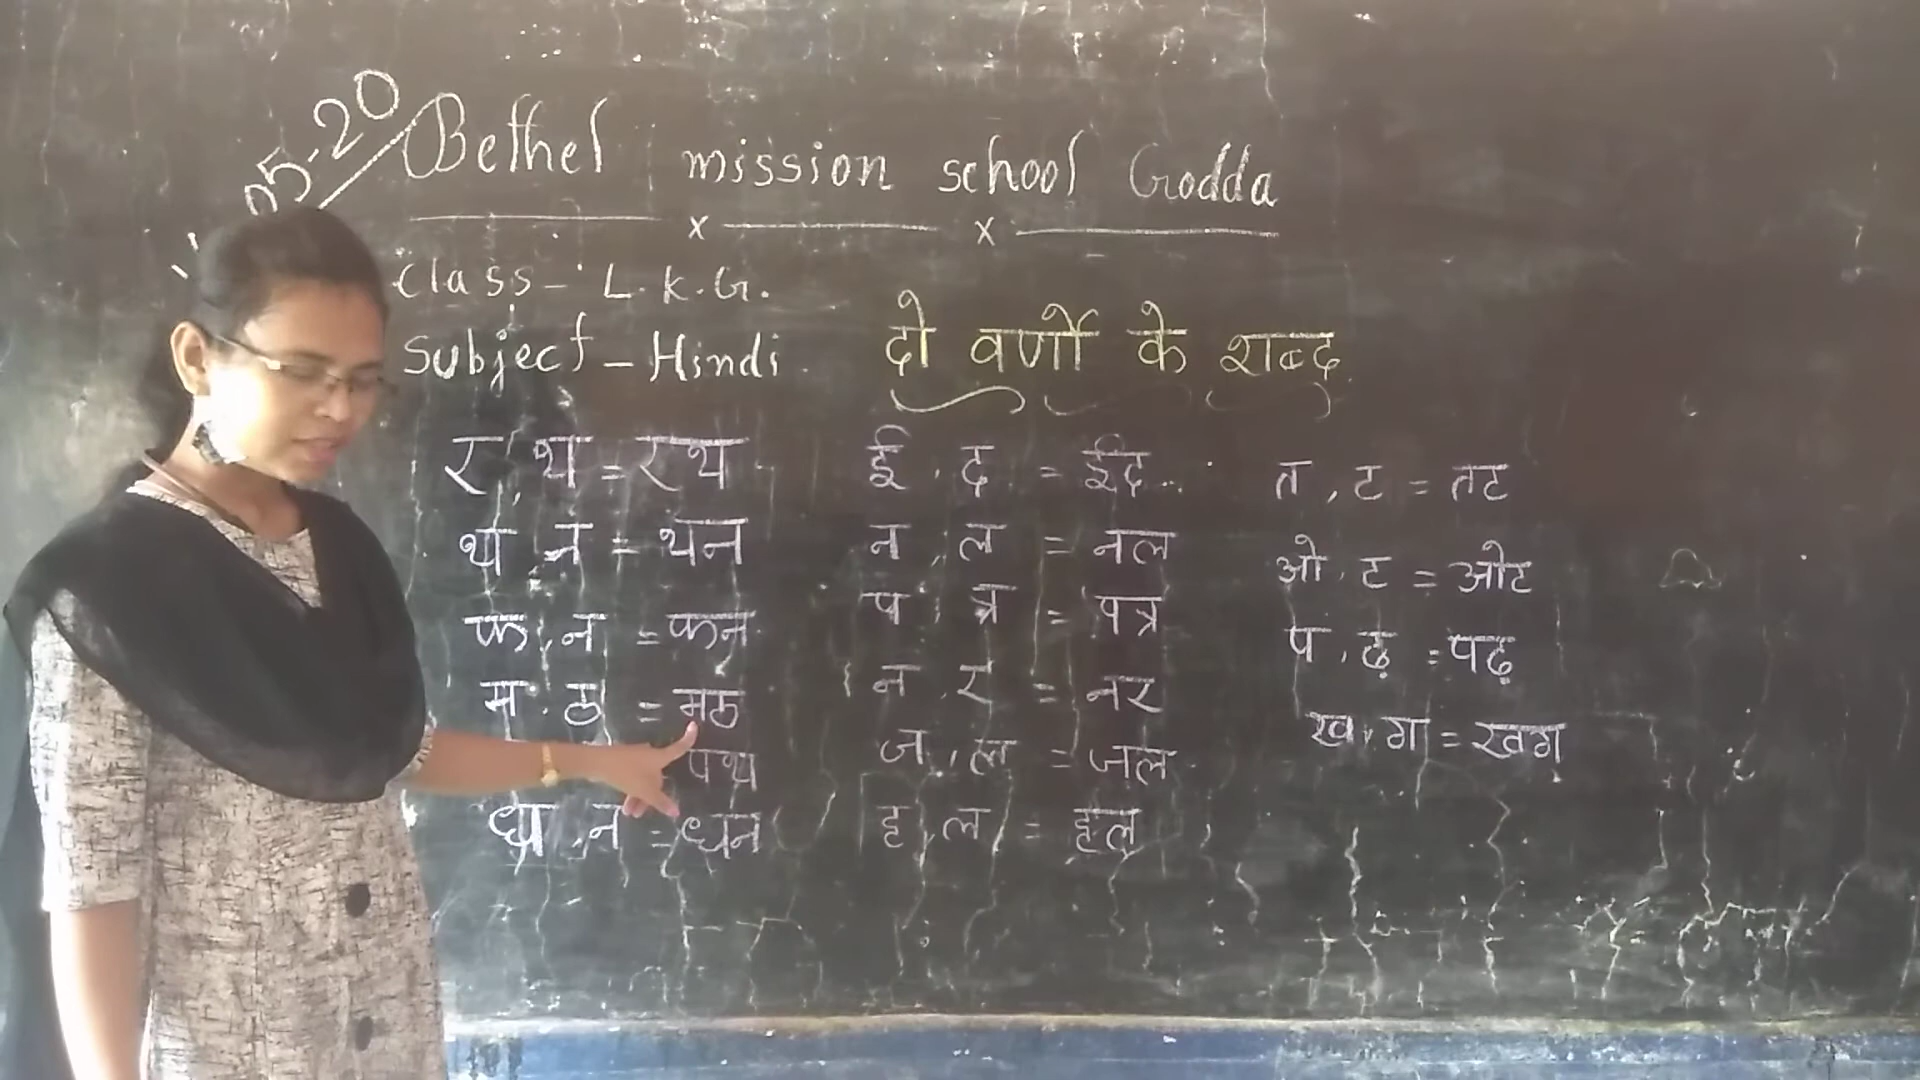 05-20
Bethel mission school Godda
x x
Class - L.K.G.
Subject - Hindi
दो वर्णो के शब्द
र, थ = रथ
थ, न = थन
फ, न = फन
म, ठ = मठ
पथ
ध, न = धन
ई, द = ईद
न, ल = नल
प, त्र = पत्र
न, र = नर
ज, ल = जल
ह, ल = हल
त, ट = तट
ओ, ट = ओट
प, ढ़ = पढ़
ख, ग = खग